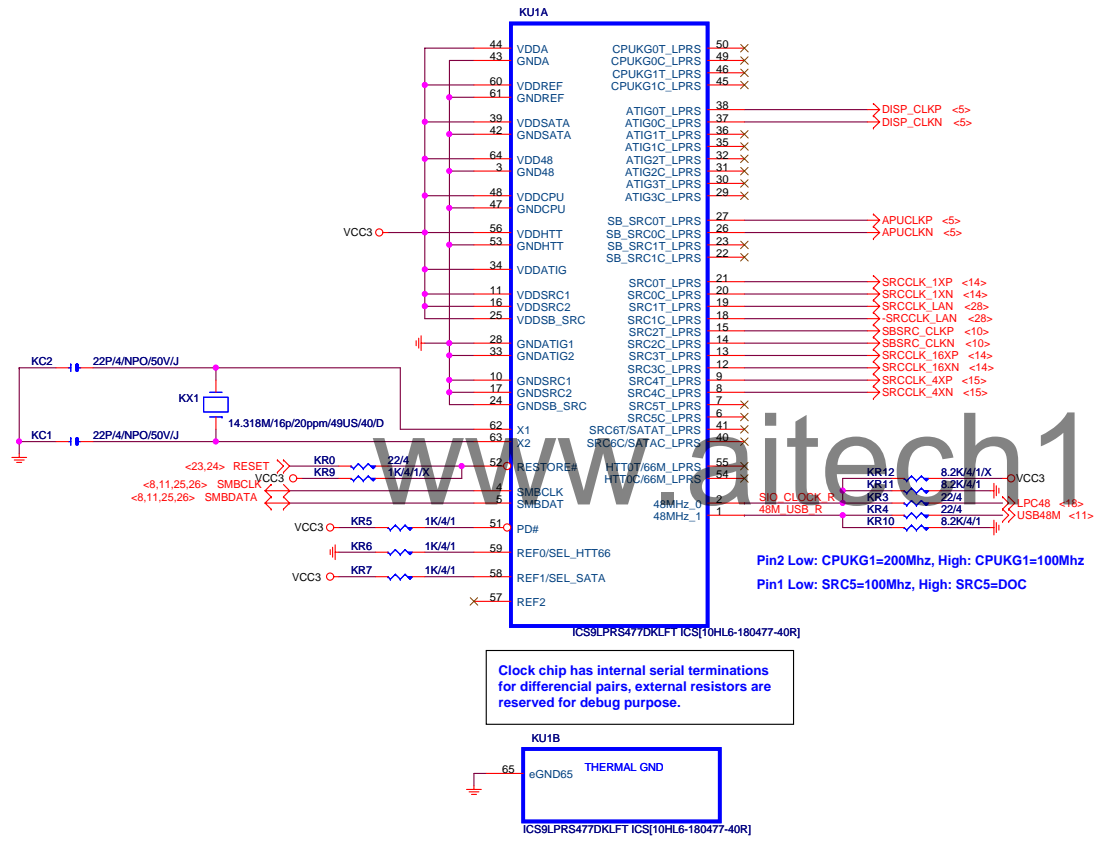 KU1A
44 VDDA
43 GNDA
60 VDDREF
61 GNDREF
39 VDDSATA
42 GNDSATA
64 VDD48
3 GND48
48 VDDCPU
47 GNDCPU
VCC3
56 VDDHTT
53 GNDHTT
34 VDDATIG
11 VDDSRC1
16 VDDSRC2
25 VDDSB_SRC
28 GNDATIG1
33 GNDATIG2
10 GNDSRC1
17 GNDSRC2
24 GNDSB_SRC
62 X1
63 X2
52 RESTORE#
4 SMBCLK
5 SMBDAT
51 PD#
59 REF0/SEL_HTT66
58 REF1/SEL_SATA
57 REF2
CPUKG0T_LPRS 50
CPUKG0C_LPRS 49
CPUKG1T_LPRS 46
CPUKG1C_LPRS 45
ATIG0T_LPRS 38 DISP_CLKP <5>
ATIG0C_LPRS 37 DISP_CLKN <5>
ATIG1T_LPRS 36
ATIG1C_LPRS 35
ATIG2T_LPRS 32
ATIG2C_LPRS 31
ATIG3T_LPRS 30
ATIG3C_LPRS 29
SB_SRC0T_LPRS 27 APUCLKP <5>
SB_SRC0C_LPRS 26 APUCLKN <5>
SB_SRC1T_LPRS 23
SB_SRC1C_LPRS 22
SRC0T_LPRS 21 SRCCLK_1XP <14>
SRC0C_LPRS 20 SRCCLK_1XN <14>
SRC1T_LPRS 19 SRCCLK_LAN <28>
SRC1C_LPRS 18 -SRCCLK_LAN <28>
SRC2T_LPRS 15 SBSRC_CLKP <10>
SRC2C_LPRS 14 SBSRC_CLKN <10>
SRC3T_LPRS 13 SRCCLK_16XP <14>
SRC3C_LPRS 12 SRCCLK_16XN <14>
SRC4T_LPRS 9 SRCCLK_4XP <15>
SRC4C_LPRS 8 SRCCLK_4XN <15>
SRC5T_LPRS 7
SRC5C_LPRS 6
SRC6T/SATAT_LPRS 41
SRC6C/SATAC_LPRS 40
HTT0T/66M_LPRS 55
HTT0C/66M_LPRS 54
48MHz_0 2 SIO_CLOCK_R
48MHz_1 1 48M_USB_R
KC2 22P/4/NPO/50V/J
KX1
14.318M/16p/20ppm/49US/40/D
KC1 22P/4/NPO/50V/J
<23,24> RESET KR0 22/4
VCC3 KR9 1K/4/1/X
<8,11,25,26> SMBCLK
<8,11,25,26> SMBDATA
VCC3 KR5 1K/4/1
KR6 1K/4/1
VCC3 KR7 1K/4/1
KR12 8.2K/4/1/X VCC3
KR11 8.2K/4/1
KR3 22/4 LPC48 <18>
KR4 22/4 USB48M <11>
KR10 8.2K/4/1
www.aitech1
Pin2 Low: CPUKG1=200Mhz, High: CPUKG1=100Mhz
Pin1 Low: SRC5=100Mhz, High: SRC5=DOC
ICS9LPRS477DKLFT ICS[10HL6-180477-40R]
Clock chip has internal serial terminations
for differencial pairs, external resistors are
reserved for debug purpose.
KU1B
65 eGND65 THERMAL GND
ICS9LPRS477DKLFT ICS[10HL6-180477-40R]